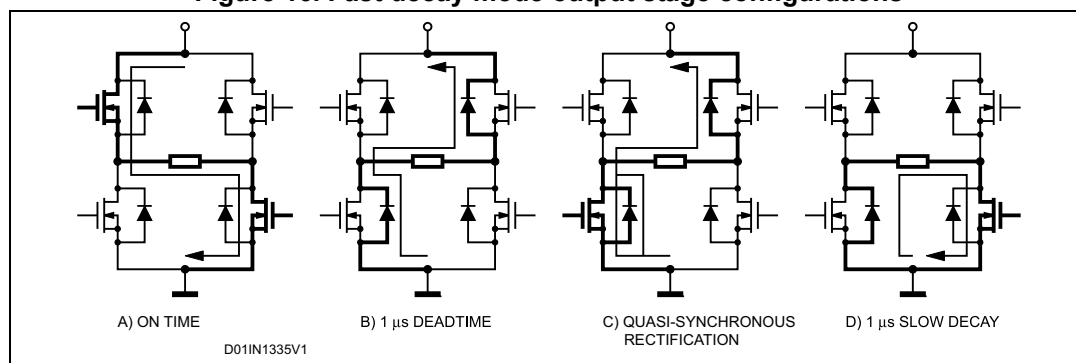 Figure 16. Fast decay mode output stage configurations
A) ON TIME
B) 1 μs DEADTIME
C) QUASI-SYNCHRONOUS
RECTIFICATION
D) 1 μs SLOW DECAY
D01IN1335V1